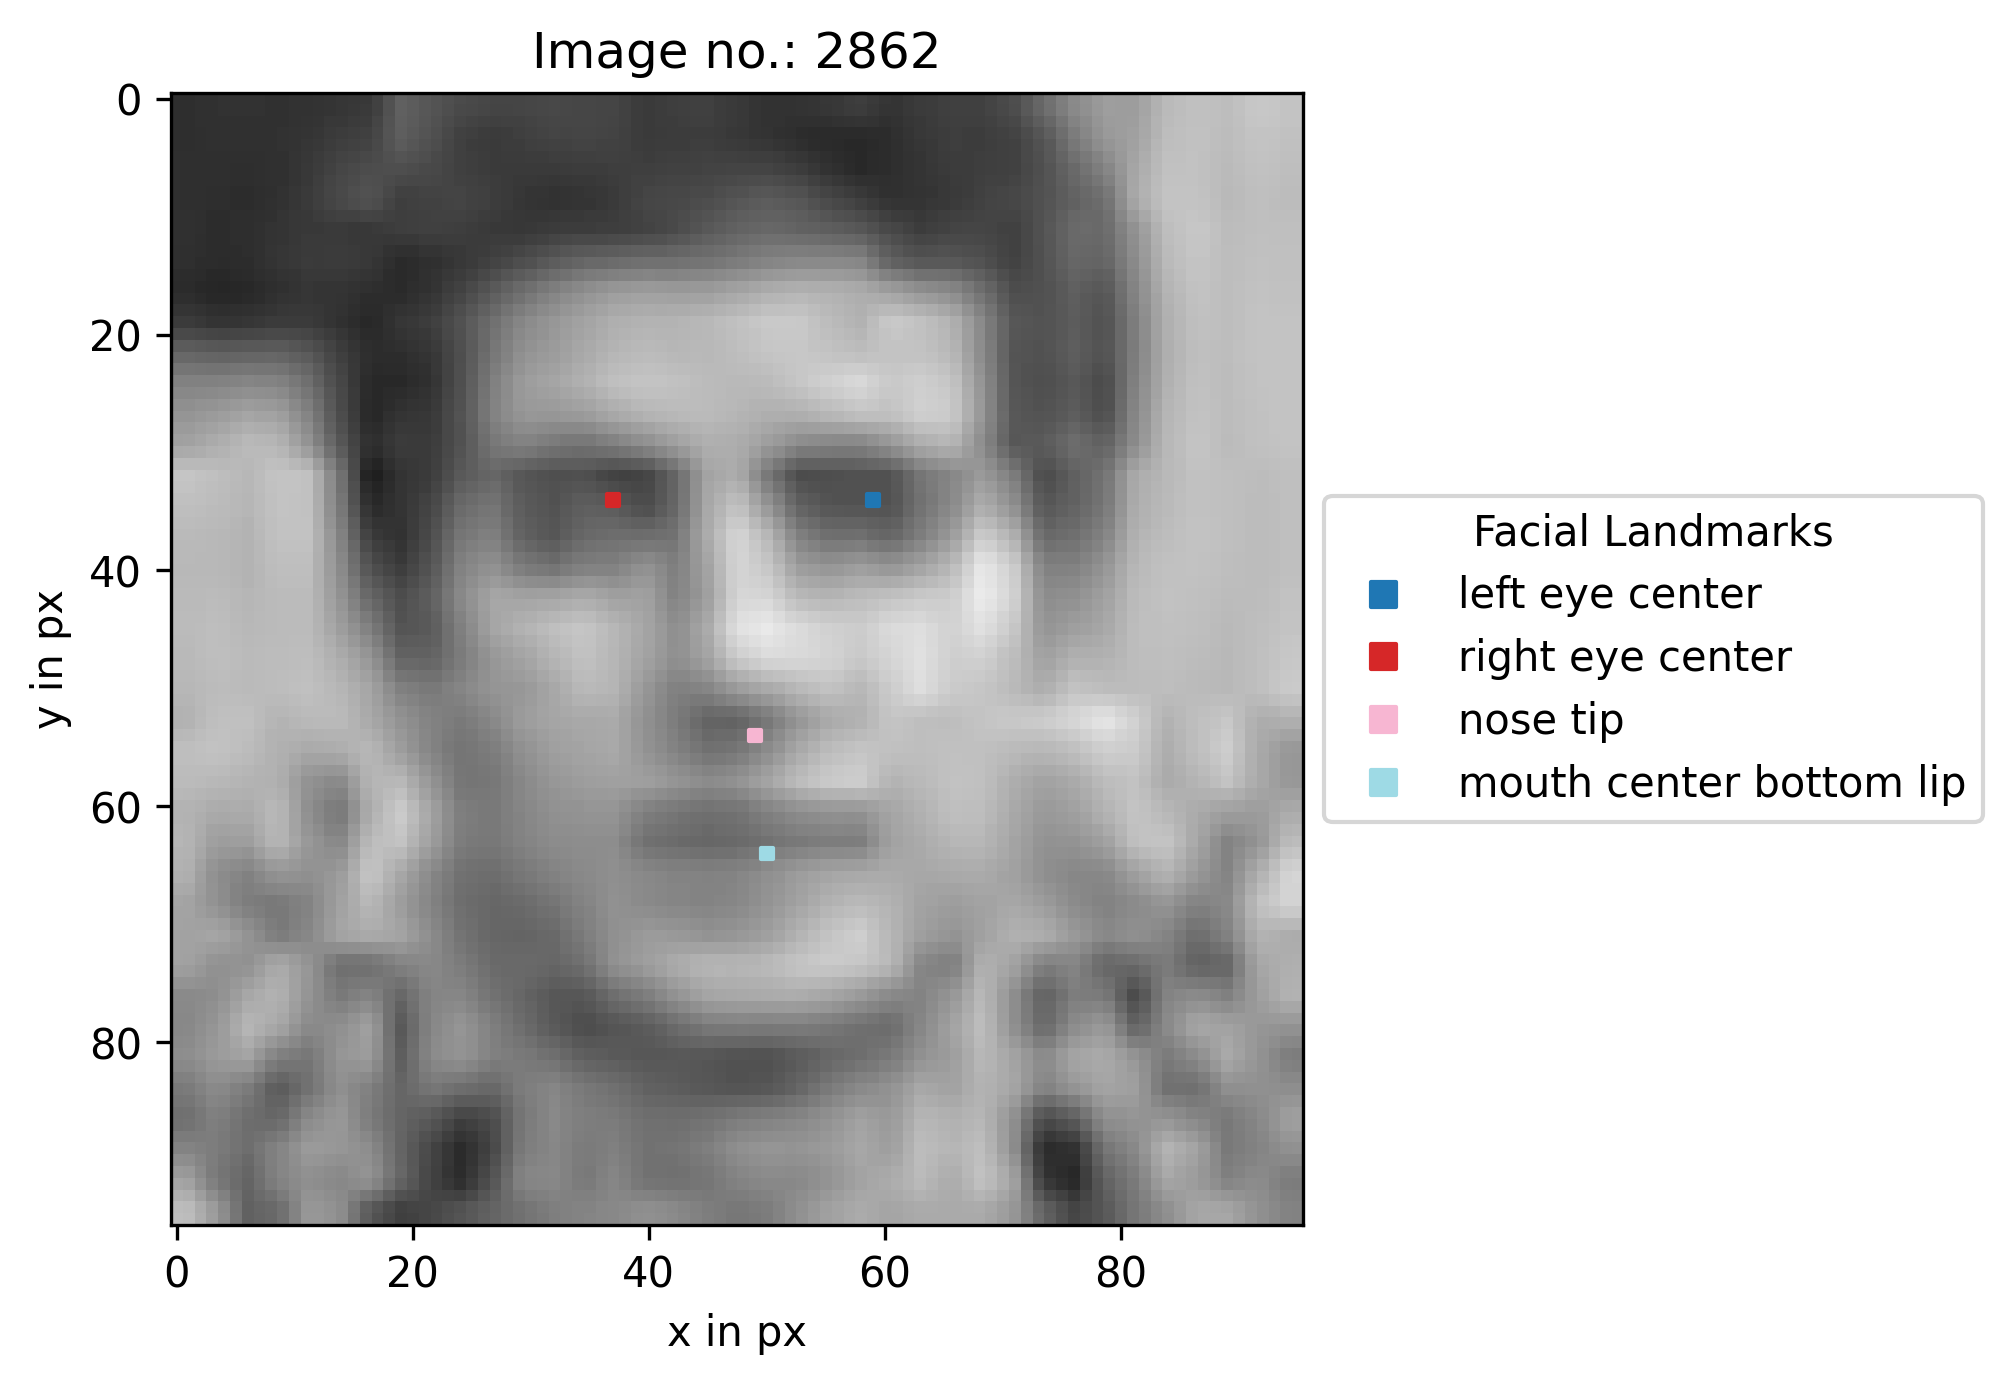 Image no.: 2862
0
20
40
60
80
y in px
0 20 40 60 80
x in px
Facial Landmarks
left eye center
right eye center
nose tip
mouth center bottom lip